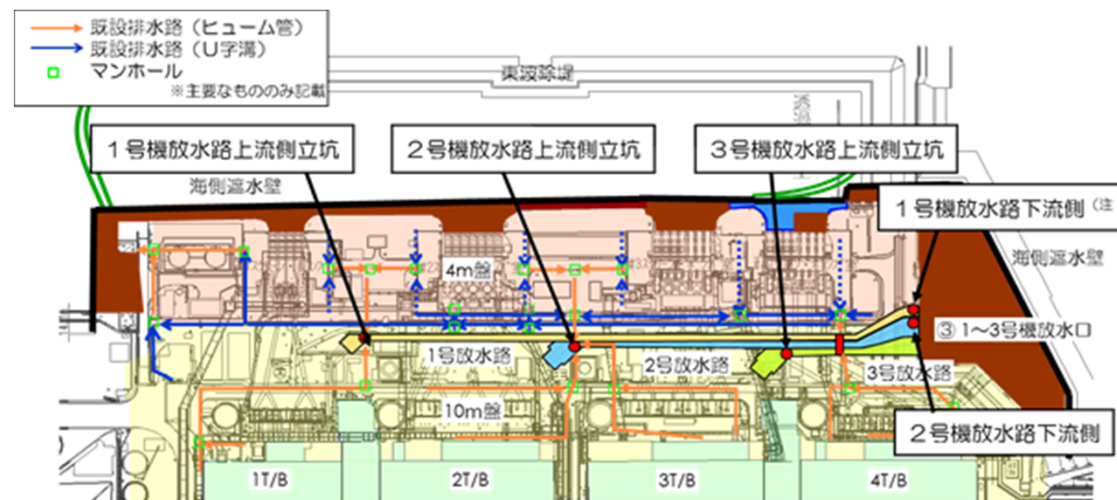 既設排水路（ヒューム管）
既設排水路（U字溝）
マンホール
※主要なもののみ記載
東波除堤
１号機放水路上流側立坑
２号機放水路上流側立坑
３号機放水路上流側立坑
海側遮水壁
１号機放水路下流側（注
海側遮水壁
4m盤
③１～３号機放水口
1号放水路
2号放水路
3号放水路
10m盤
２号機放水路下流側
1T/B
2T/B
3T/B
4T/B